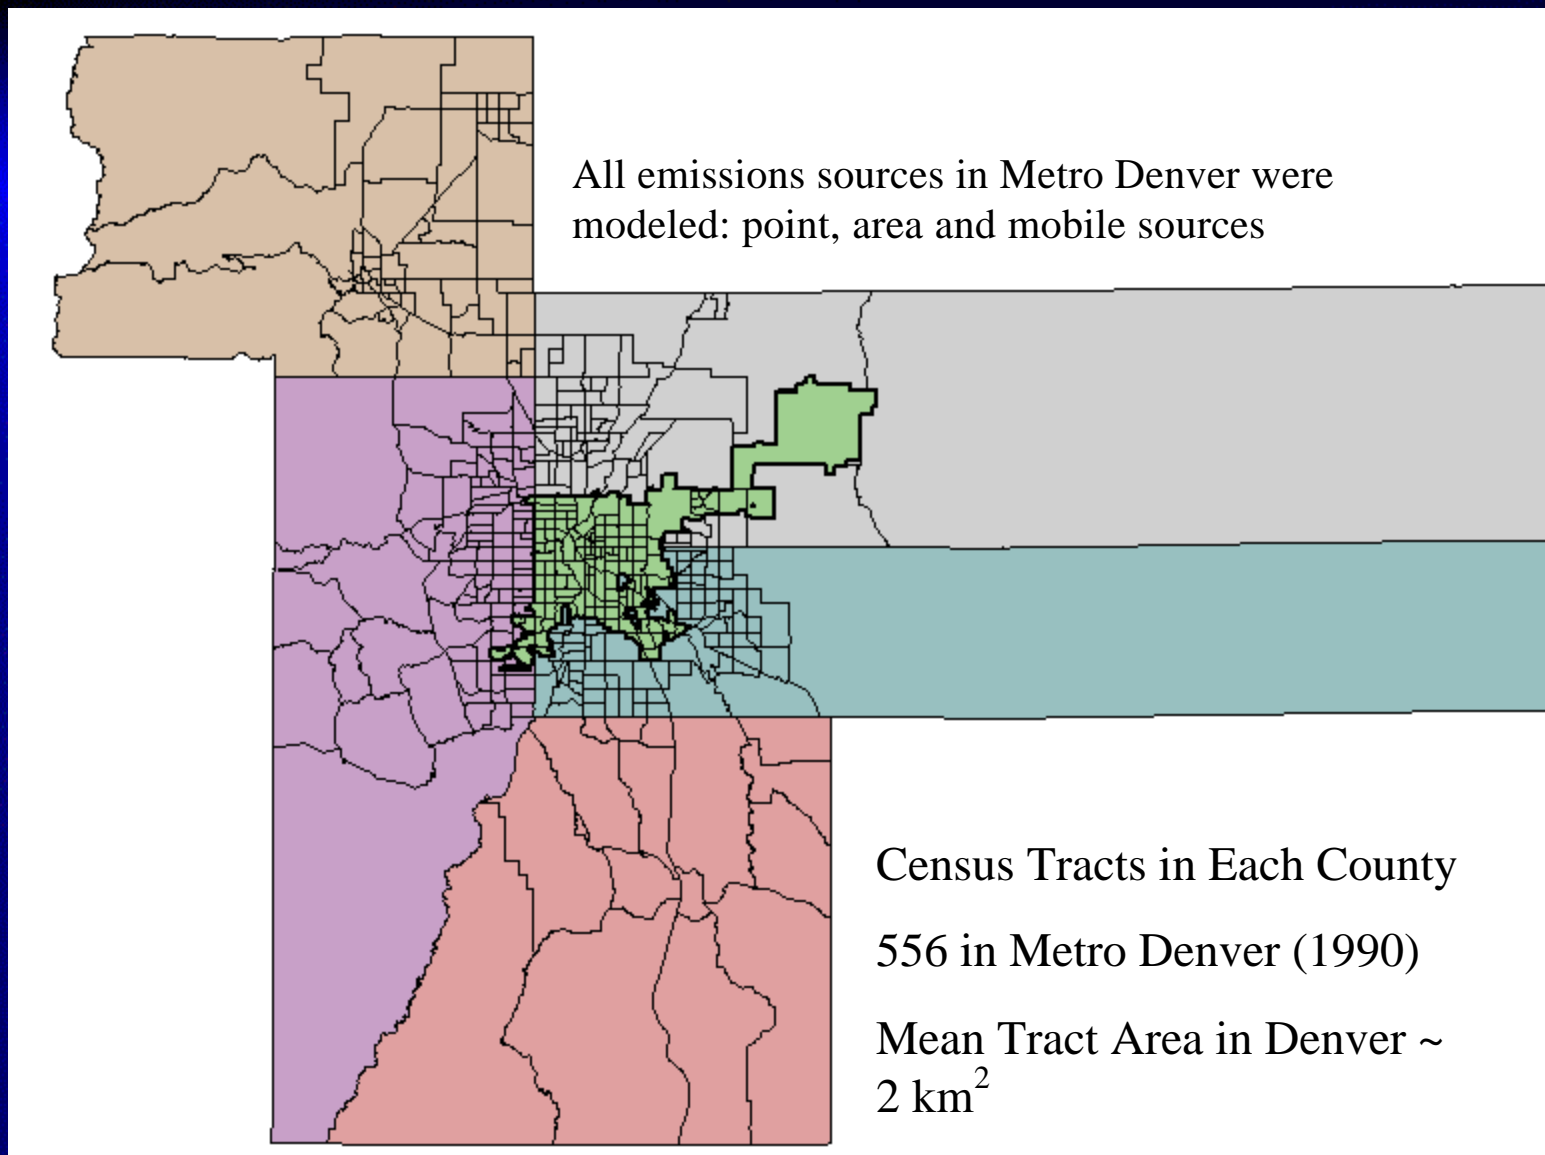 All emissions sources in Metro Denver were
modeled: point, area and mobile sources
Census Tracts in Each County
556 in Metro Denver (1990)
Mean Tract Area in Denver ~
2 km²